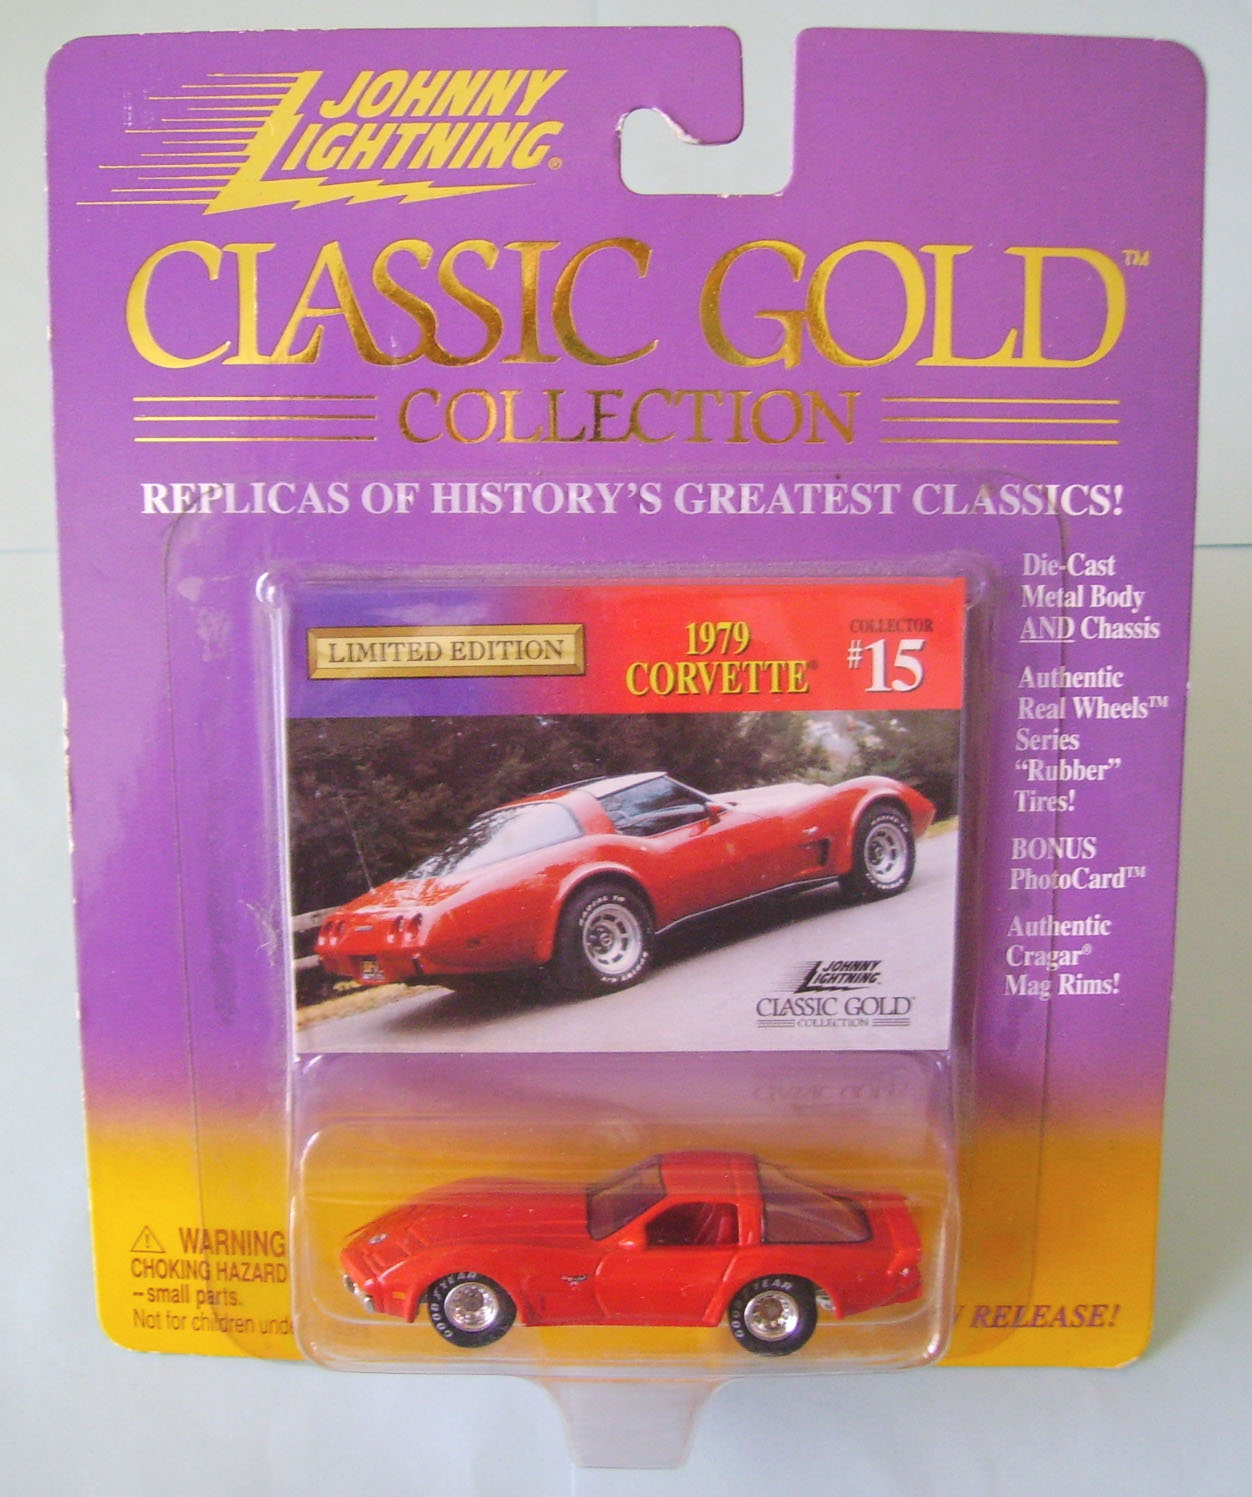 JOHNNY
LIGHTNING®
CLASSIC GOLD™
COLLECTION
REPLICAS OF HISTORY'S GREATEST CLASSICS!
Die-Cast
Metal Body
AND Chassis
Authentic
Real Wheels™
Series
“Rubber”
Tires!
BONUS
PhotoCard™
Authentic
Cragar®
Mag Rims!
LIMITED EDITION
1979
CORVETTE®
COLLECTOR
#15
JOHNNY
LIGHTNING
CLASSIC GOLD
COLLECTION
GOODYEAR
GOODYEAR
WARNING
CHOKING HAZARD
--small parts.
Not for children unde
RELEASE!